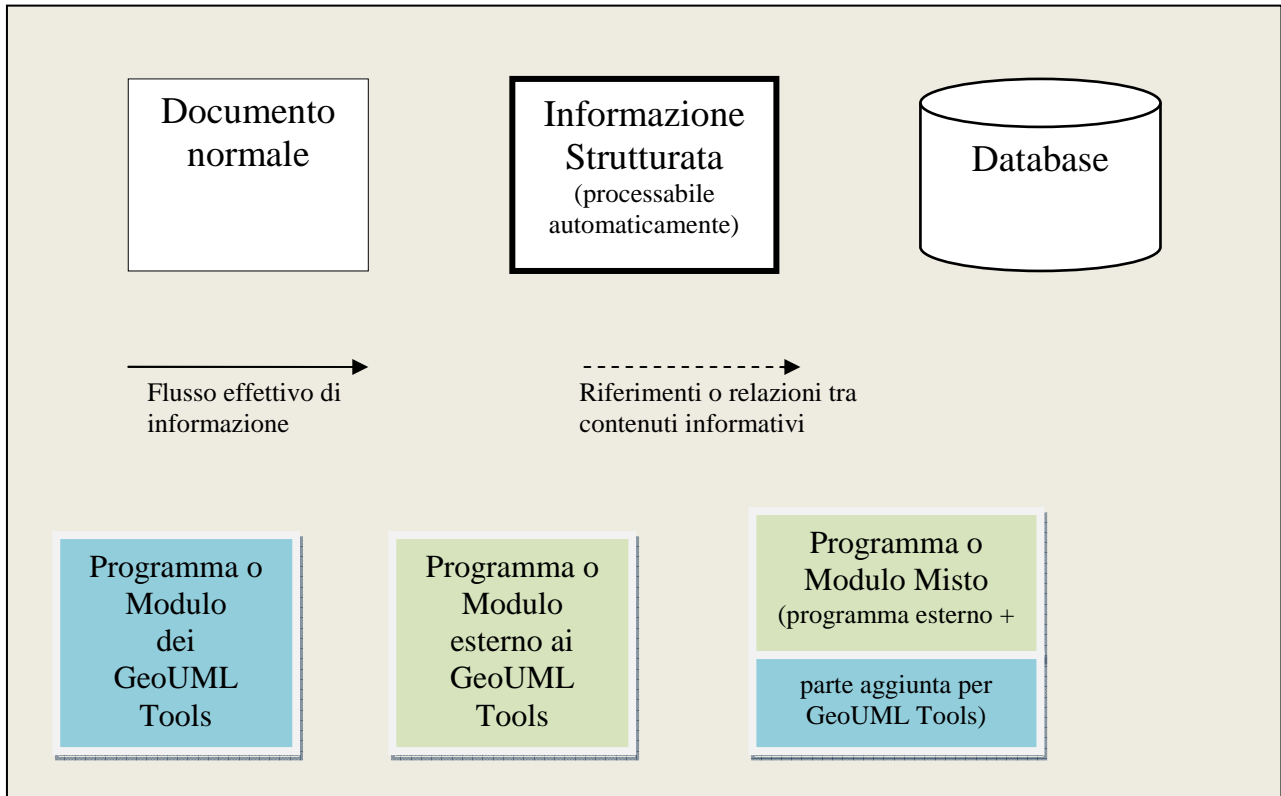 Documento
normale
Informazione
Strutturata
(processabile
automaticamente)
Database
Flusso effettivo di
informazione
Riferimenti o relazioni tra
contenuti informativi
Programma o
Modulo
dei
GeoUML
Tools
Programma o
Modulo
esterno ai
GeoUML
Tools
Programma o
Modulo Misto
(programma esterno +
parte aggiunta per
GeoUML Tools)